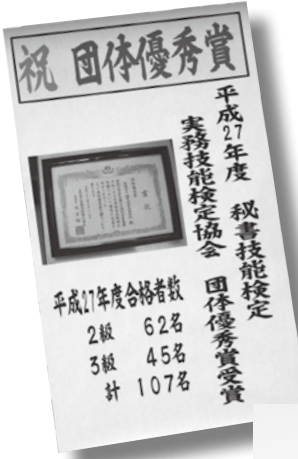 祝 団体優秀賞
平成27年度 秘書技能検定
実務技能検定協会 団体優秀賞受賞
賞状
平成27年度合格者数
2級 62名
3級 45名
計 107名